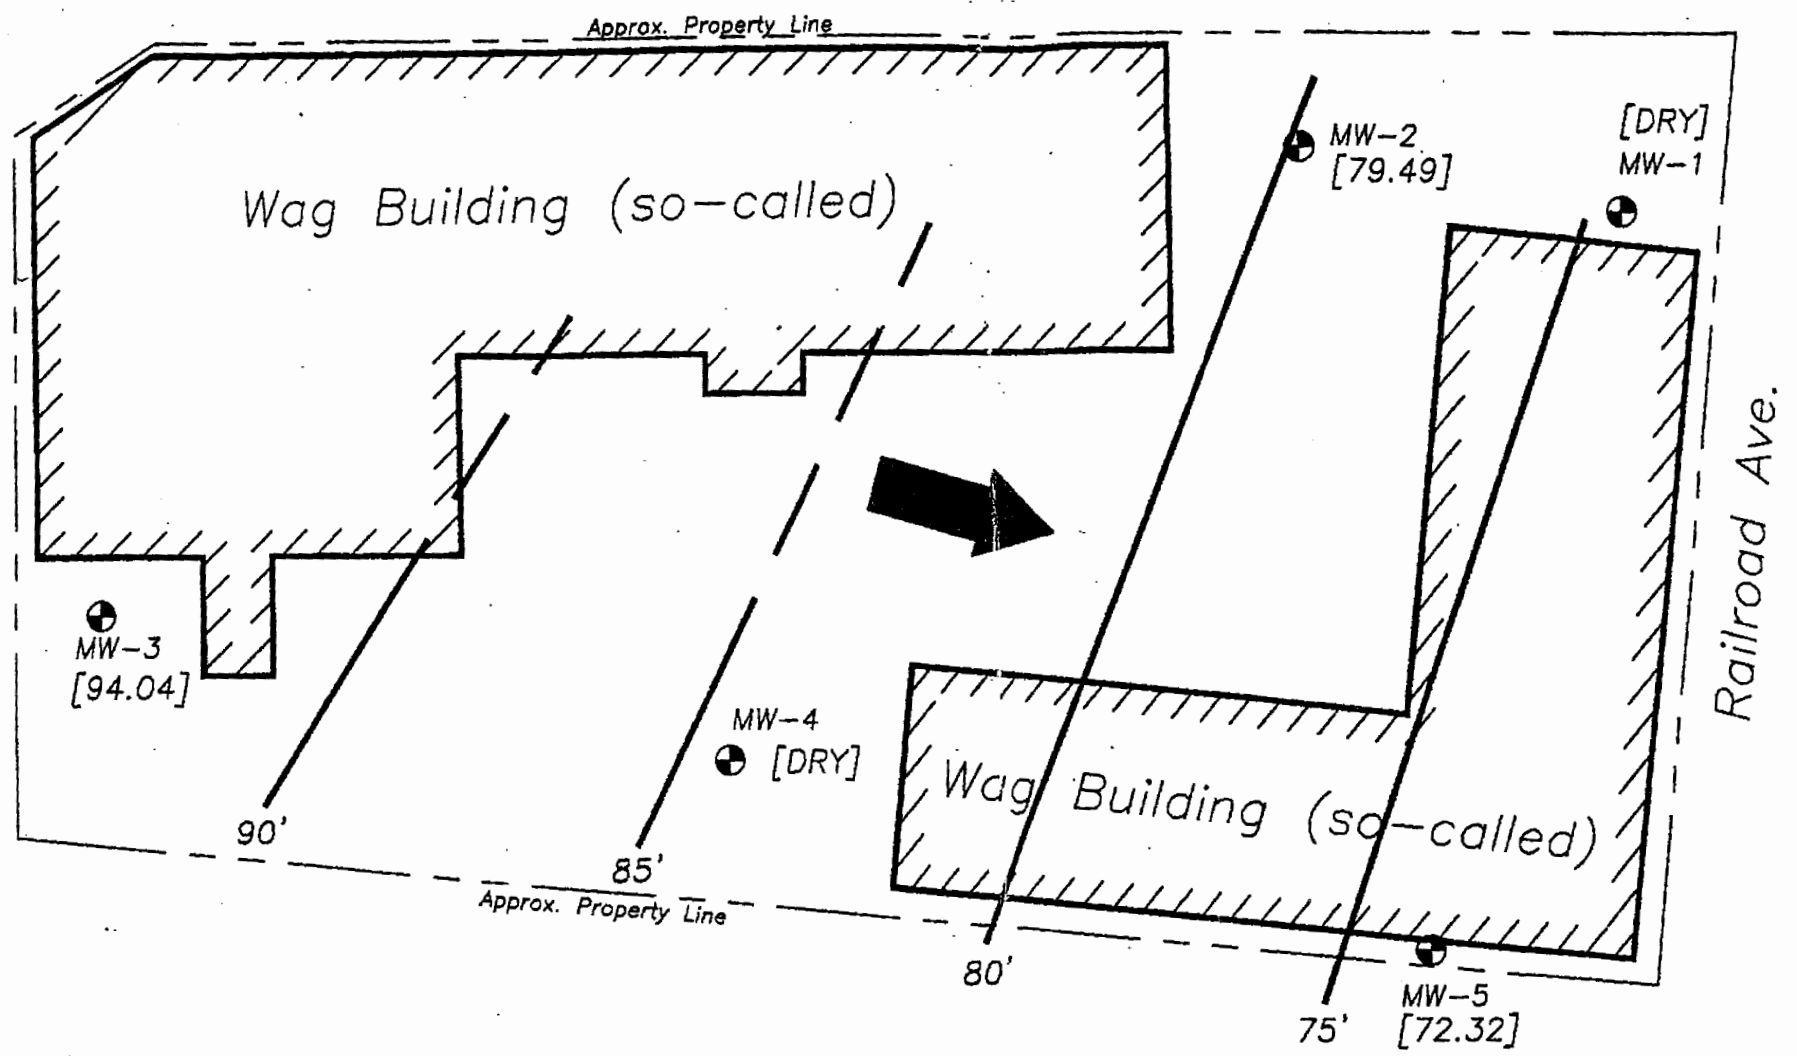 Approx. Property Line
[DRY]
MW-1
MW-2
[79.49]
Wag Building (so-called)
Railroad Ave.
MW-3
[94.04]
MW-4
[DRY]
Wag Building (so-called)
90'
85'
Approx. Property Line
80'
MW-5
75'
[72.32]